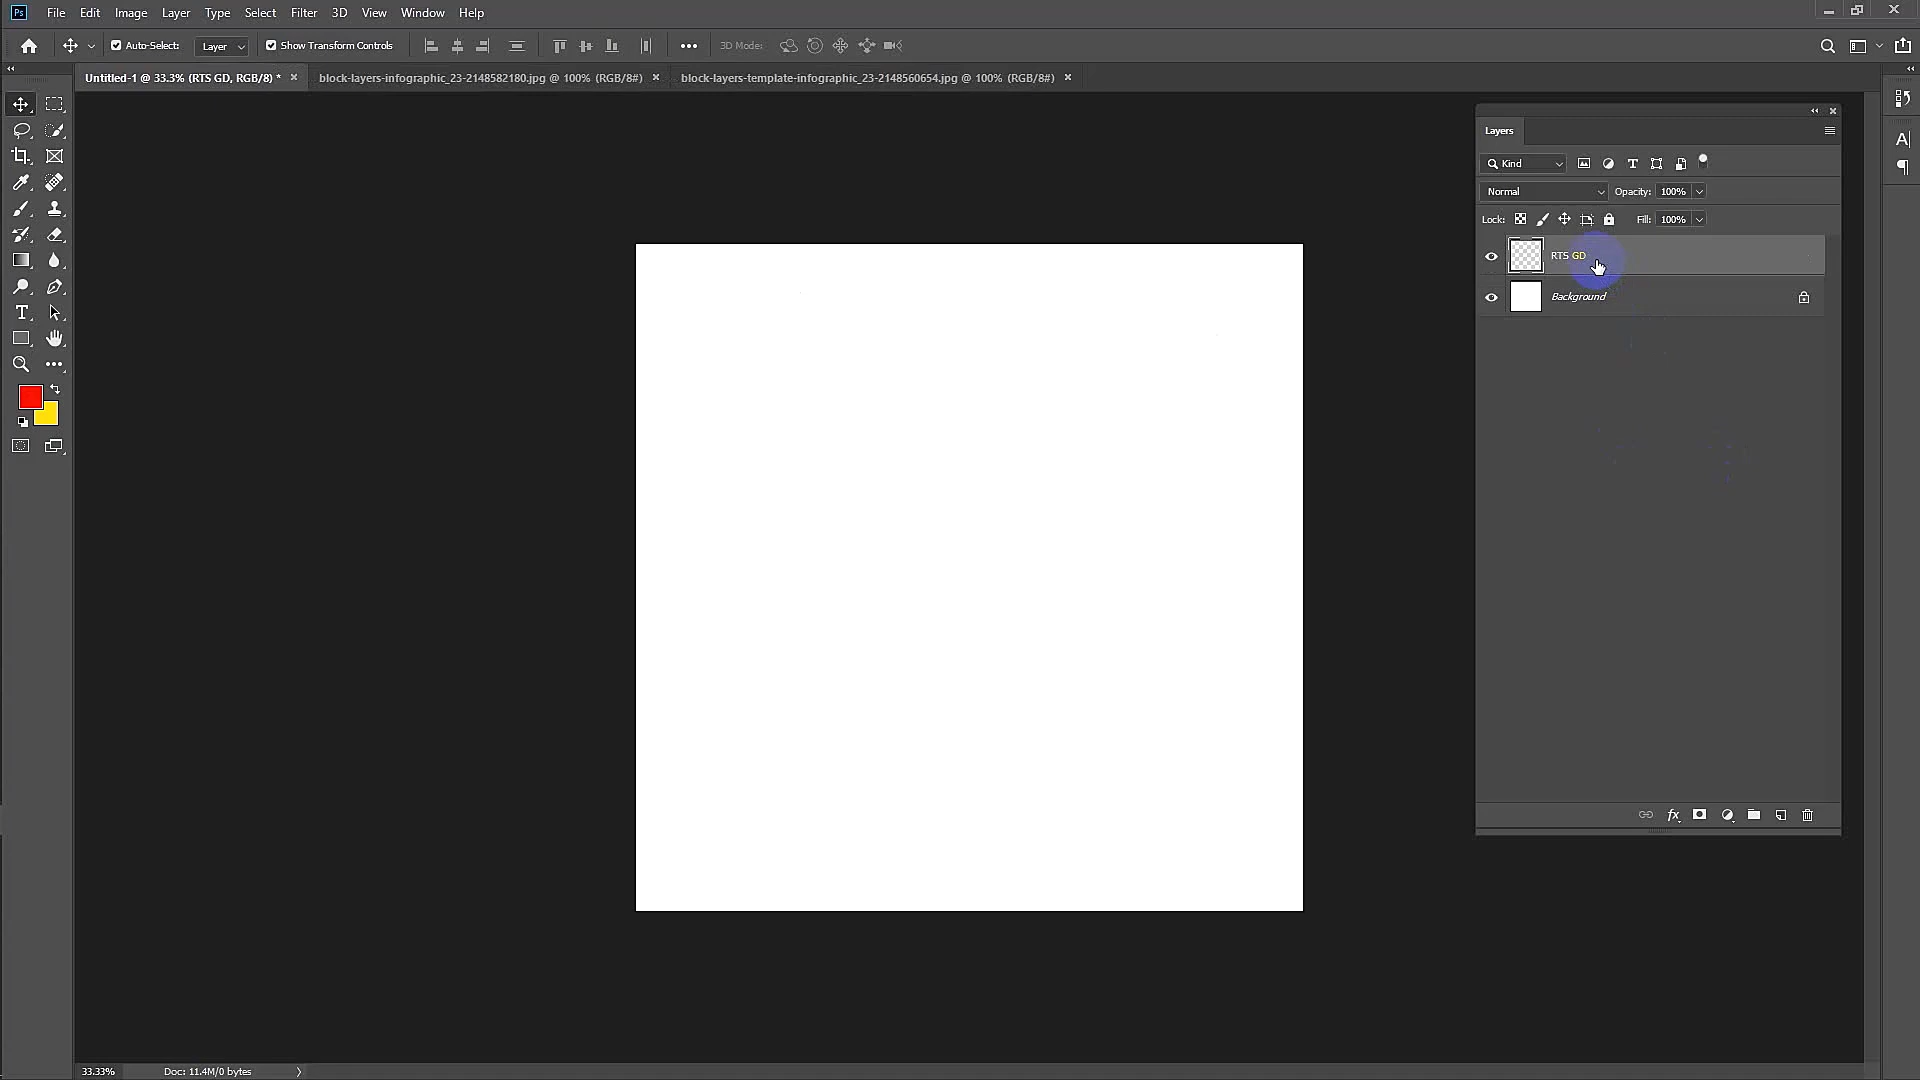 Ps File Edit Image Layer Type Select Filter 3D View Window Help
Auto-Select: Layer Show Transform Controls 3D Mode:
Untitled-1 @ 33.3% (RTS GD, RGB/8) * × block-layers-infographic_23-2148582180.jpg @ 100% (RGB/8#) × block-layers-template-infographic_23-2148560654.jpg @ 100% (RGB/8#) ×
Layers
Kind
Normal Opacity: 100%
Lock: Fill: 100%
RTS GD
Background
33.33% Doc: 11.4M/0 bytes